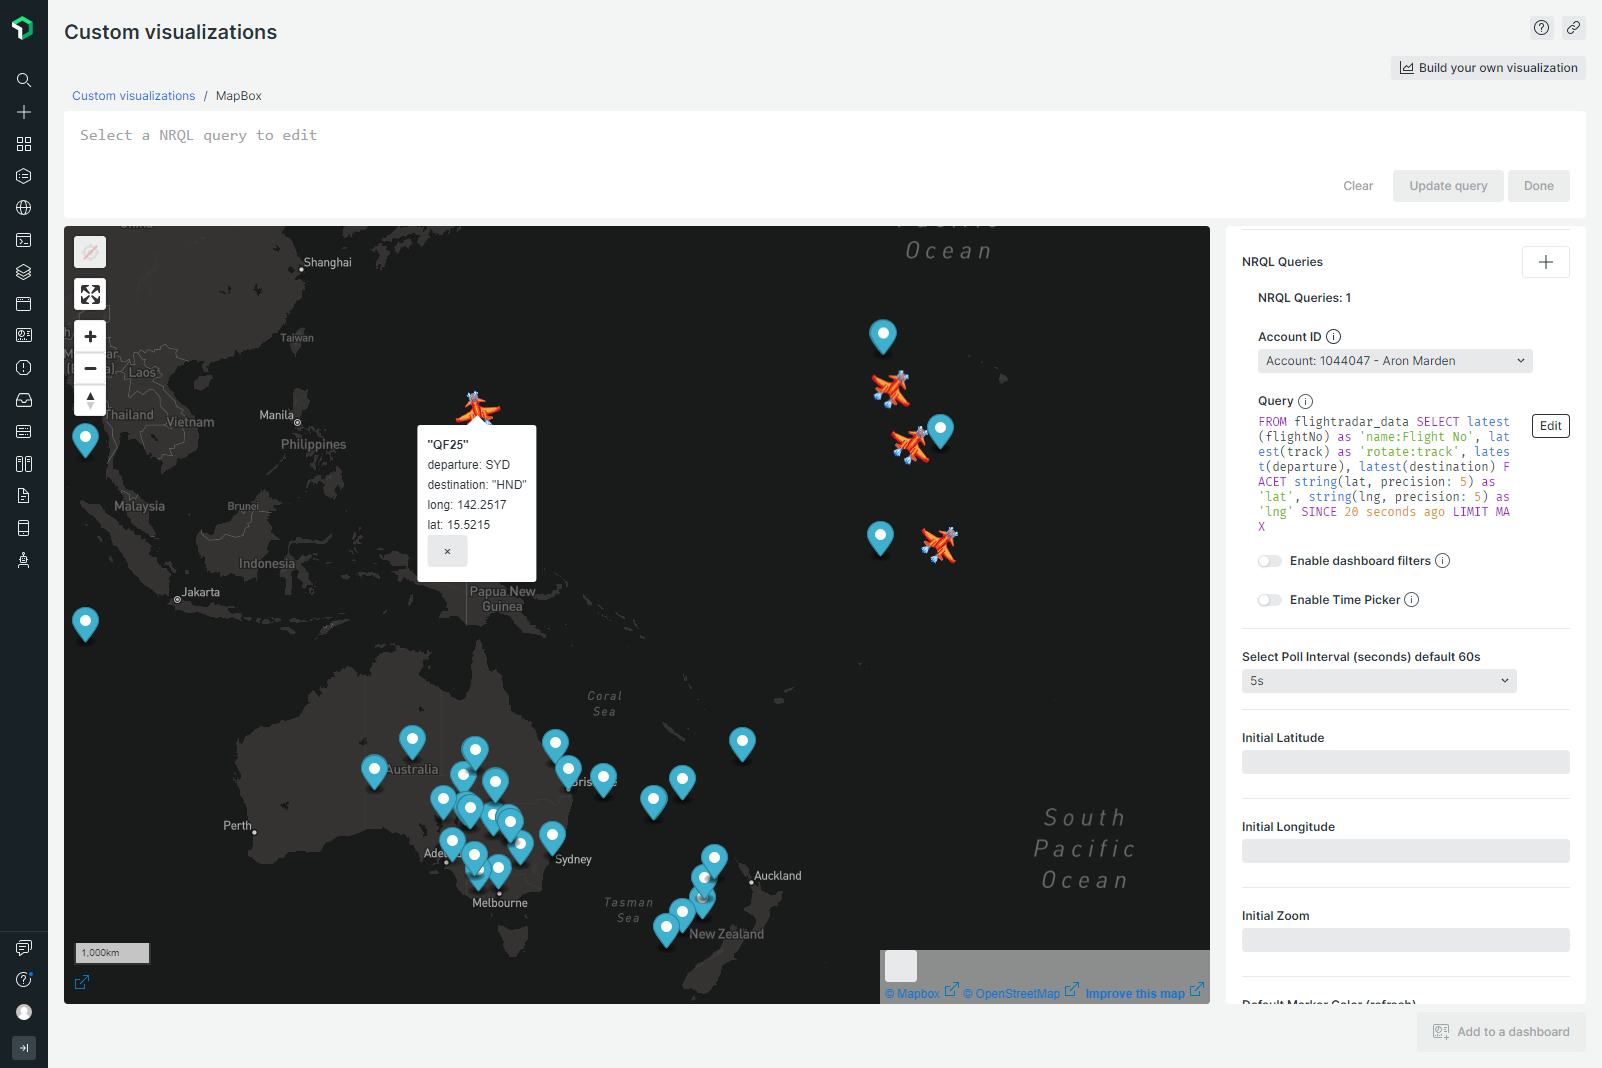 Custom visualizations
Build your own visualization
Custom visualizations / MapBox
Select a NRQL query to edit
Clear
Update query
Done
Ocean
Shanghai
Taiwan
Laos
Thailand
Vietnam
Manila
Philippines
"QF25"
departure: SYD
destination: "HND"
long: 142.2517
lat: 15.5215
×
Malaysia
Brunei
Indonesia
Jakarta
Papua New
Guinea
Coral
Sea
Australia
Perth
Sydney
Melbourne
Tasman
Sea
Auckland
New Zealand
South
Pacific
Ocean
1,000km
© Mapbox © OpenStreetMap Improve this map
NRQL Queries
NRQL Queries: 1
Account ID
Account: 1044047 - Aron Marden
Query
FROM flightradar_data SELECT latest
(flightNo) as 'name:Flight No', lat
est(track) as 'rotate:track', lates
t(departure), latest(destination) F
ACET string(lat, precision: 5) as
'lat', string(lng, precision: 5) as
'lng' SINCE 20 seconds ago LIMIT MA
X
Edit
Enable dashboard filters
Enable Time Picker
Select Poll Interval (seconds) default 60s
5s
Initial Latitude
Initial Longitude
Initial Zoom
Default Marker Color (refresh)
Add to a dashboard